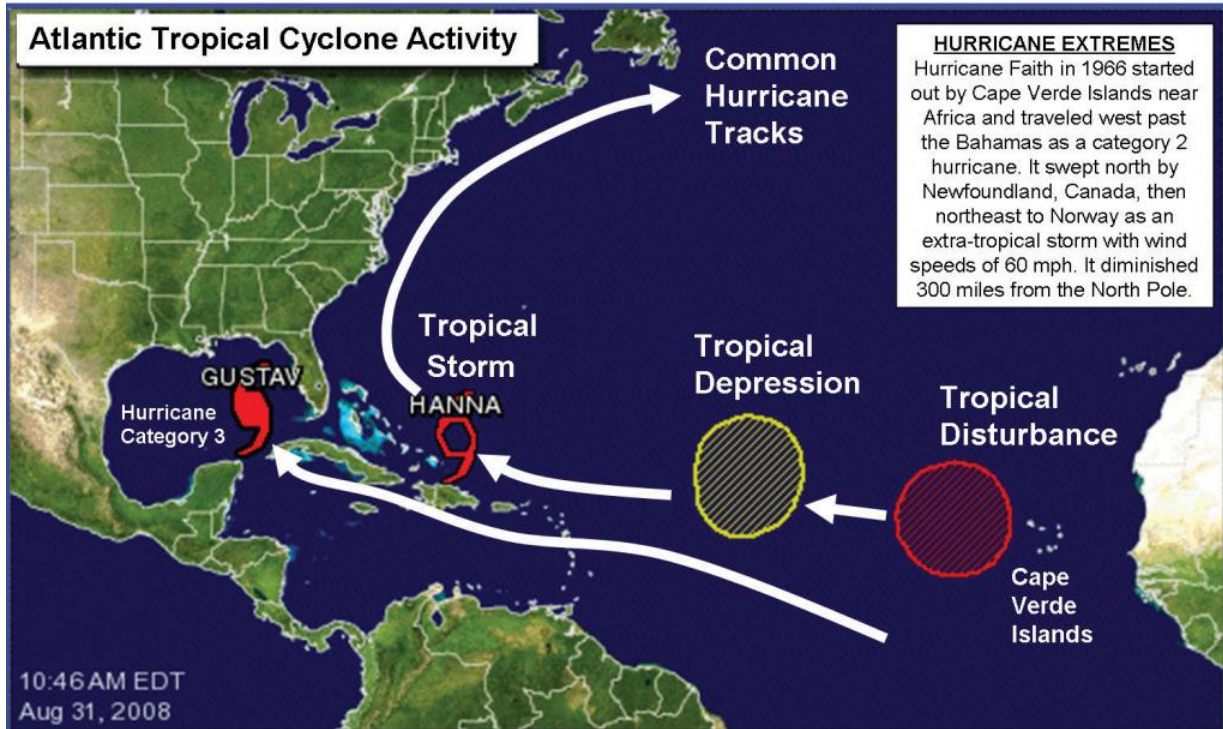 Atlantic Tropical Cyclone Activity
Common
Hurricane
Tracks
HURRICANE EXTREMES
Hurricane Faith in 1966 started
out by Cape Verde Islands near
Africa and traveled west past
the Bahamas as a category 2
hurricane. It swept north by
Newfoundland, Canada, then
northeast to Norway as an
extra-tropical storm with wind
speeds of 60 mph. It diminished
300 miles from the North Pole.
Tropical
Storm
HANNA
GUSTAV
Hurricane
Category 3
Tropical
Depression
Tropical
Disturbance
Cape
Verde
Islands
10:46 AM EDT
Aug 31, 2008